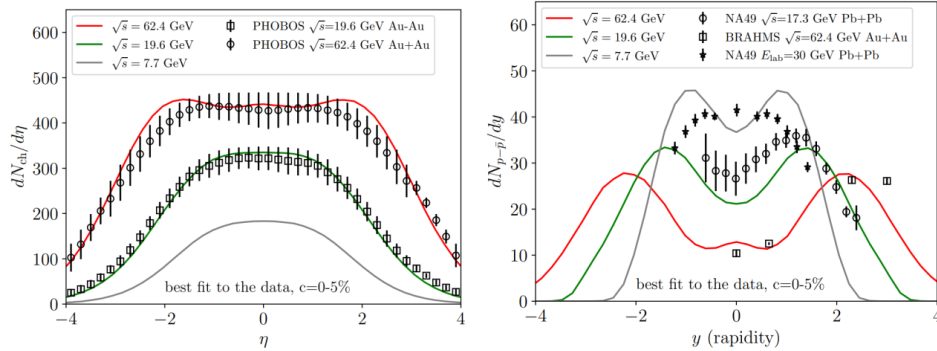 √s = 62.4 GeV
√s = 19.6 GeV
√s = 7.7 GeV
PHOBOS √s=19.6 GeV Au-Au
PHOBOS √s=62.4 GeV Au+Au
600
500
400
300
200
100
0
dN_ch/dη
best fit to the data, c=0-5%
−4 −2 0 2 4
η
√s = 62.4 GeV
√s = 19.6 GeV
√s = 7.7 GeV
NA49 √s=17.3 GeV Pb+Pb
BRAHMS √s=62.4 GeV Au+Au
NA49 E_lab=30 GeV Pb+Pb
60
50
40
30
20
10
0
dN_{p−p̄}/dy
best fit to the data, c=0-5%
−4 −2 0 2 4
y (rapidity)